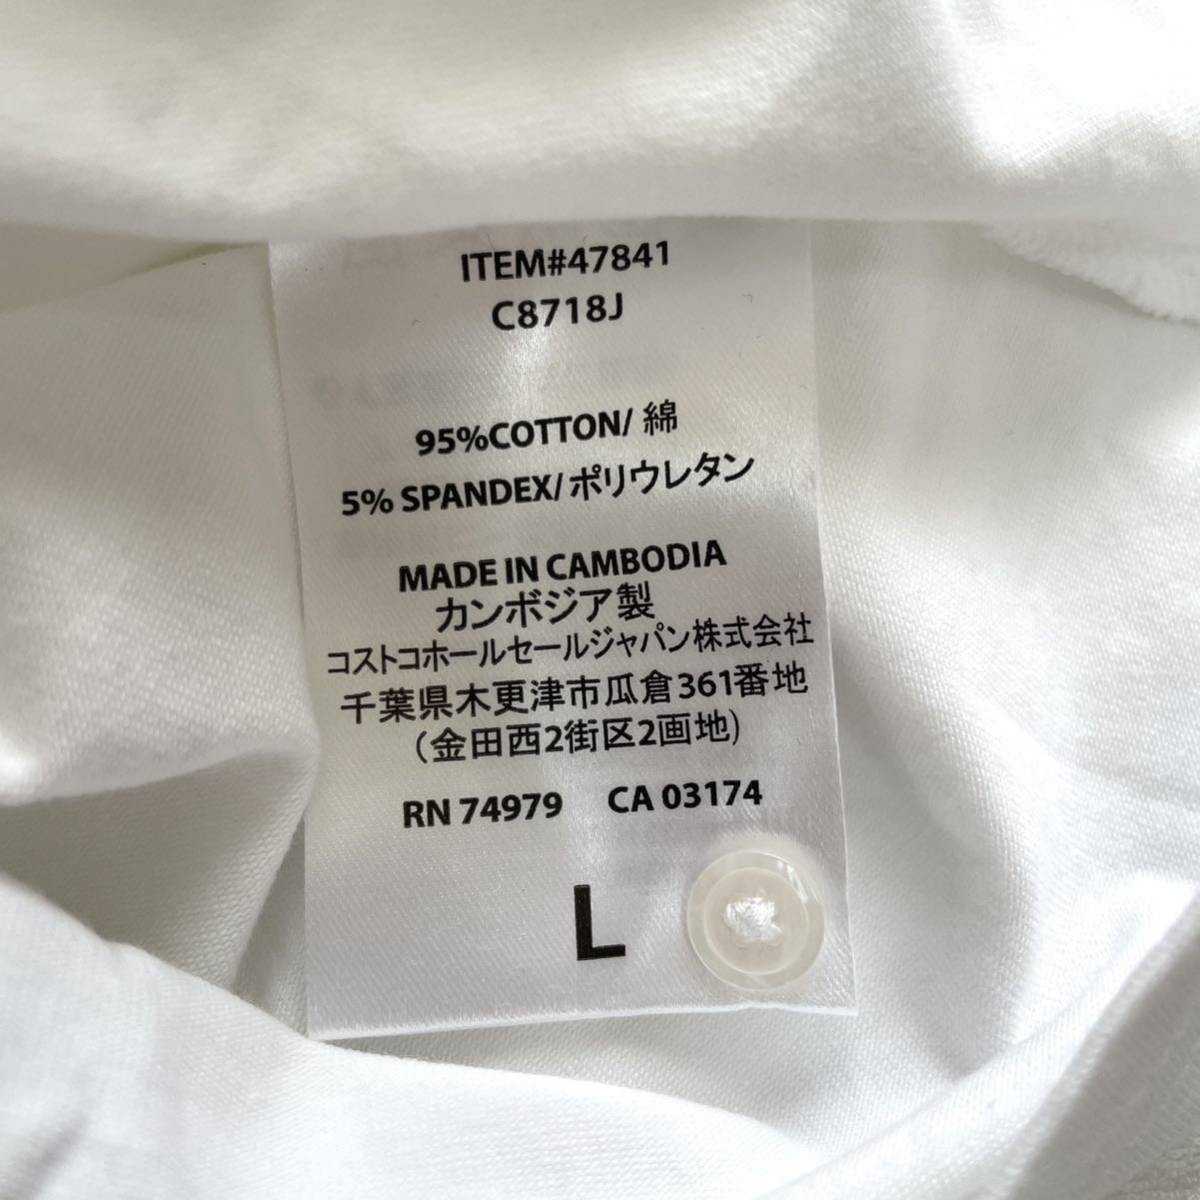 ITEM#47841
C8718J
95%COTTON/ 綿
5% SPANDEX/ポリウレタン
MADE IN CAMBODIA
カンボジア製
コストコホールセールジャパン株式会社
千葉県木更津市瓜倉361番地
(金田西2街区2画地)
RN 74979 CA 03174
L